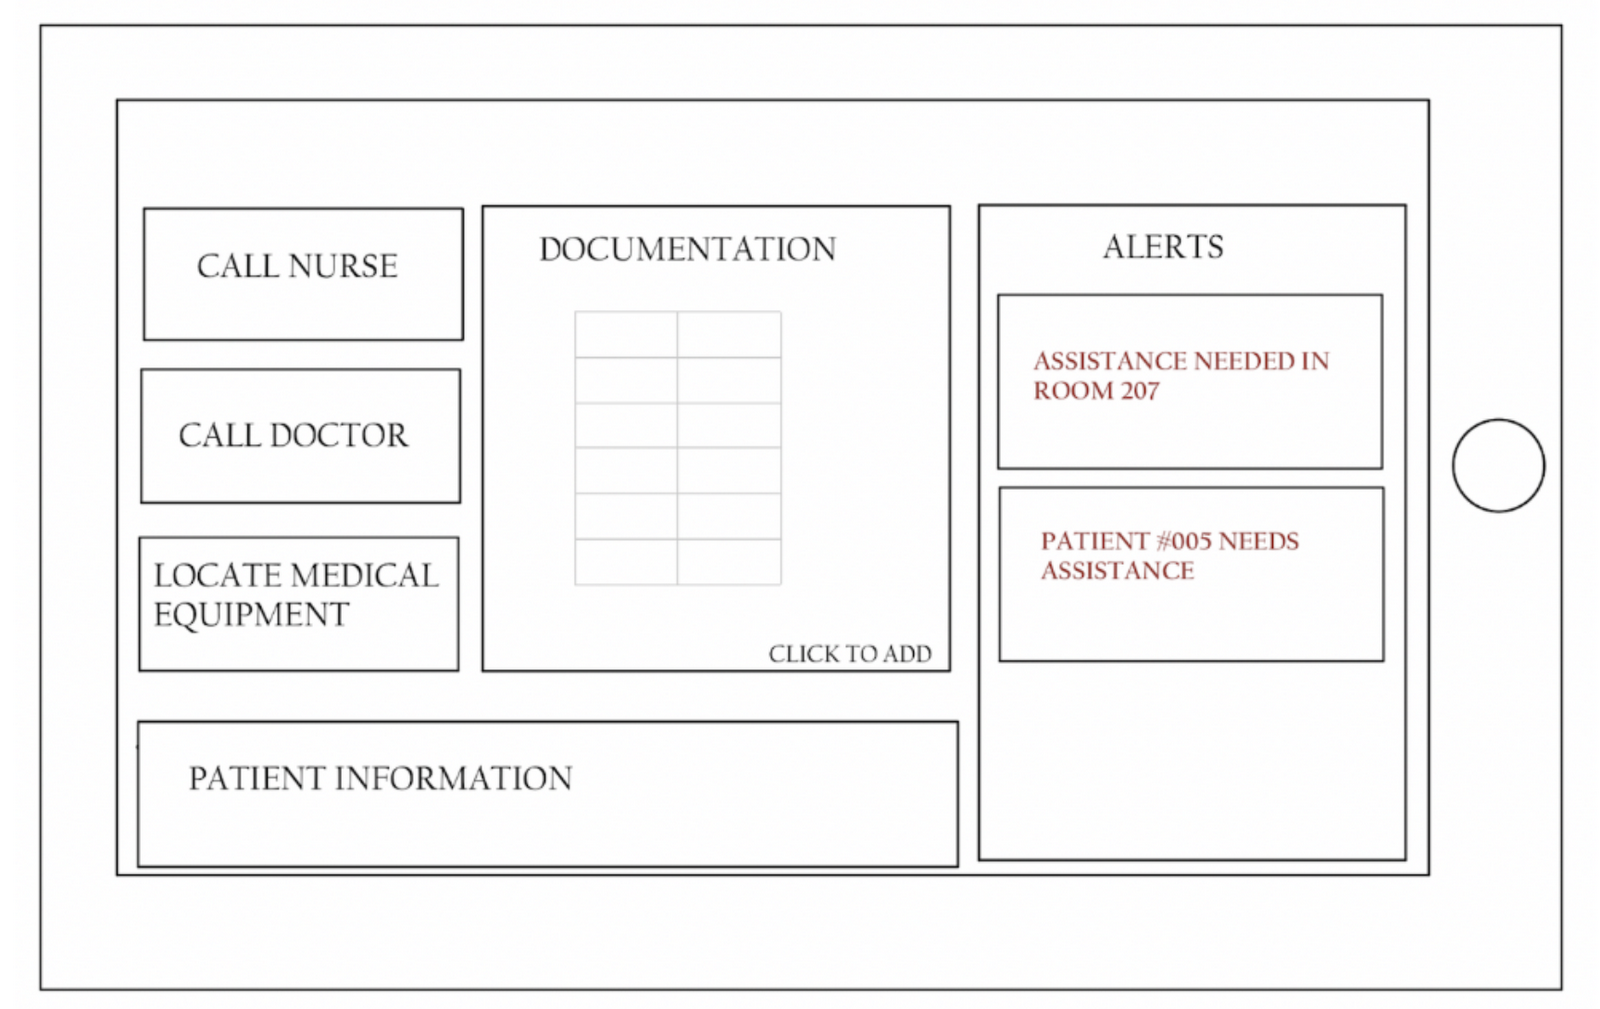 CALL NURSE
CALL DOCTOR
LOCATE MEDICAL
EQUIPMENT
DOCUMENTATION
CLICK TO ADD
ALERTS
ASSISTANCE NEEDED IN
ROOM 207
PATIENT #005 NEEDS
ASSISTANCE
PATIENT INFORMATION